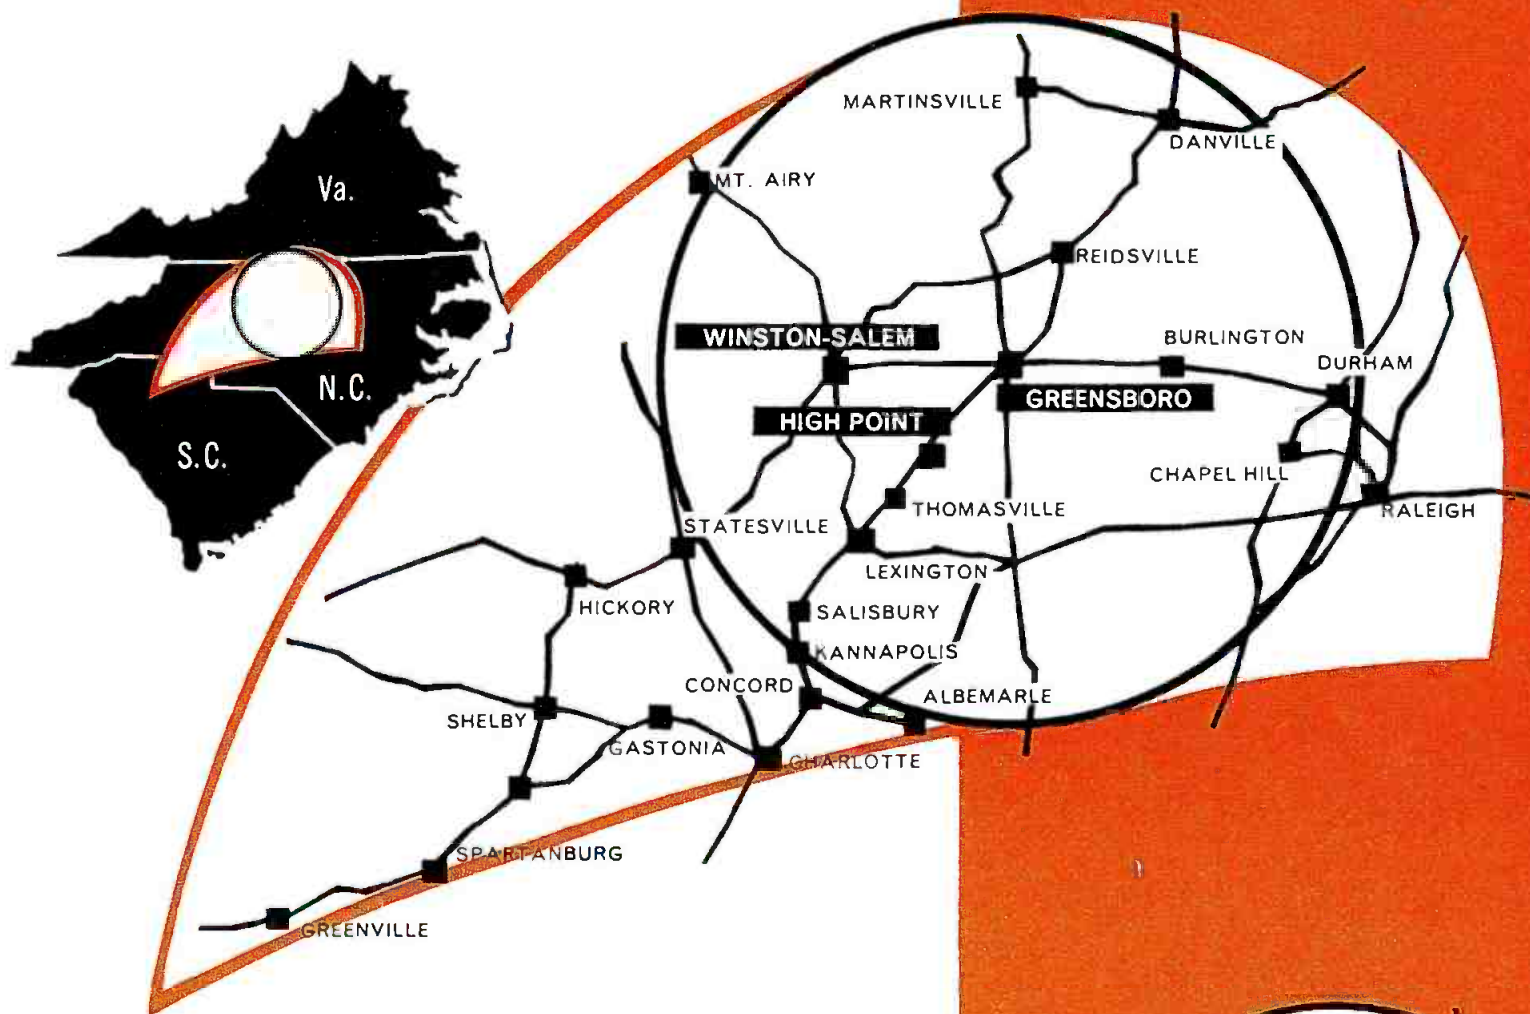 Va.
N.C.
S.C.
MARTINSVILLE
DANVILLE
MT. AIRY
REIDSVILLE
WINSTON-SALEM
BURLINGTON
DURHAM
GREENSBORO
HIGH POINT
CHAPEL HILL
RALEIGH
THOMASVILLE
STATESVILLE
LEXINGTON
HICKORY
SALISBURY
KANNAPOLIS
CONCORD
ALBEMARLE
SHELBY
GASTONIA
CHARLOTTE
SPARTANBURG
GREENVILLE